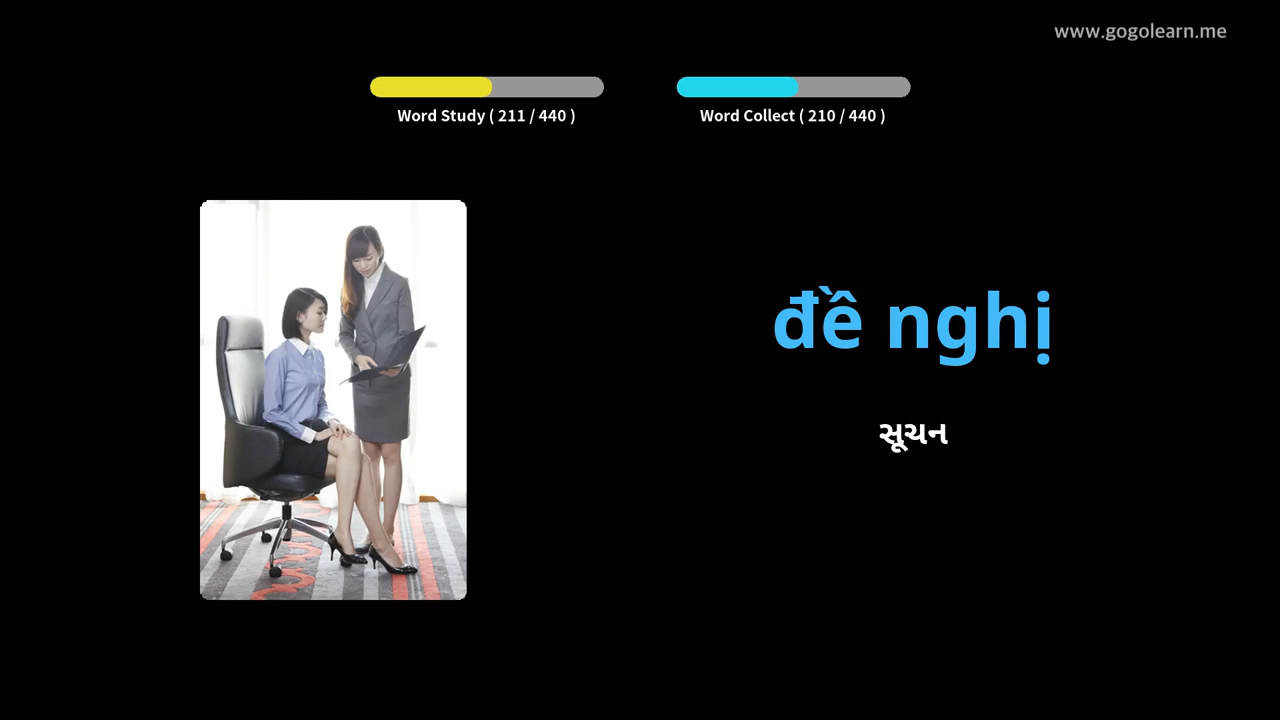 www.gogolearn.me
Word Study ( 211 / 440 )
Word Collect ( 210 / 440 )
đề nghị
સૂચન